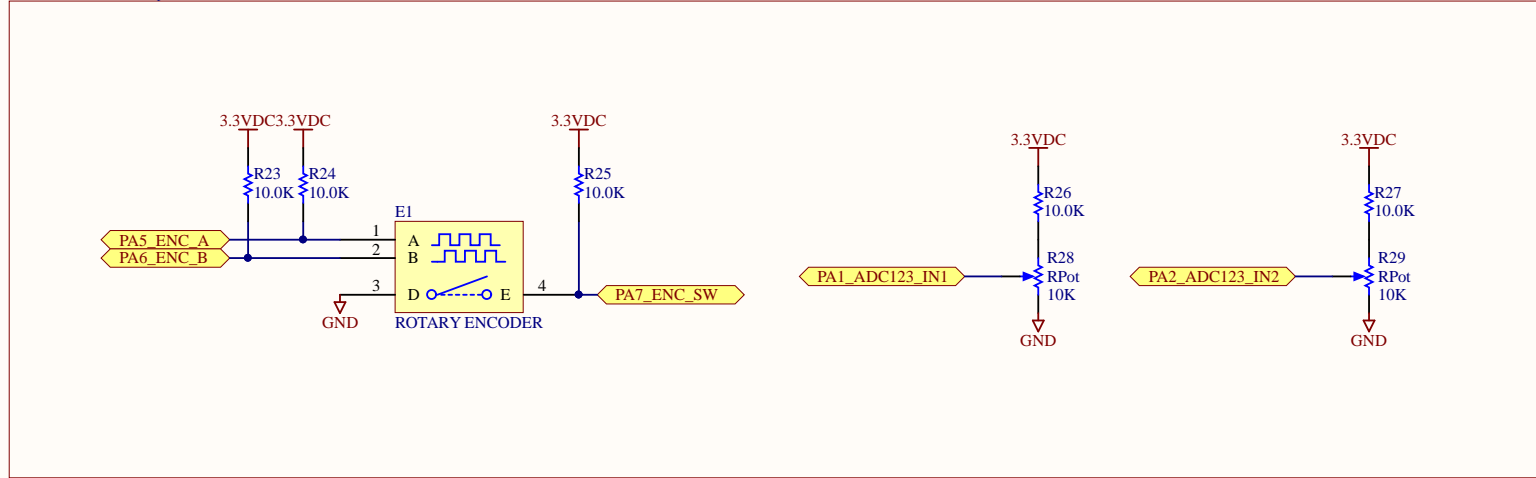 3.3VDC
3.3VDC
R23
10.0K
R24
10.0K
PA5_ENC_A
PA6_ENC_B
E1
1
A
2
B
3
D
E
4
GND
ROTARY ENCODER
3.3VDC
R25
10.0K
PA7_ENC_SW
3.3VDC
R26
10.0K
PA1_ADC123_IN1
R28
RPot
10K
GND
3.3VDC
R27
10.0K
PA2_ADC123_IN2
R29
RPot
10K
GND